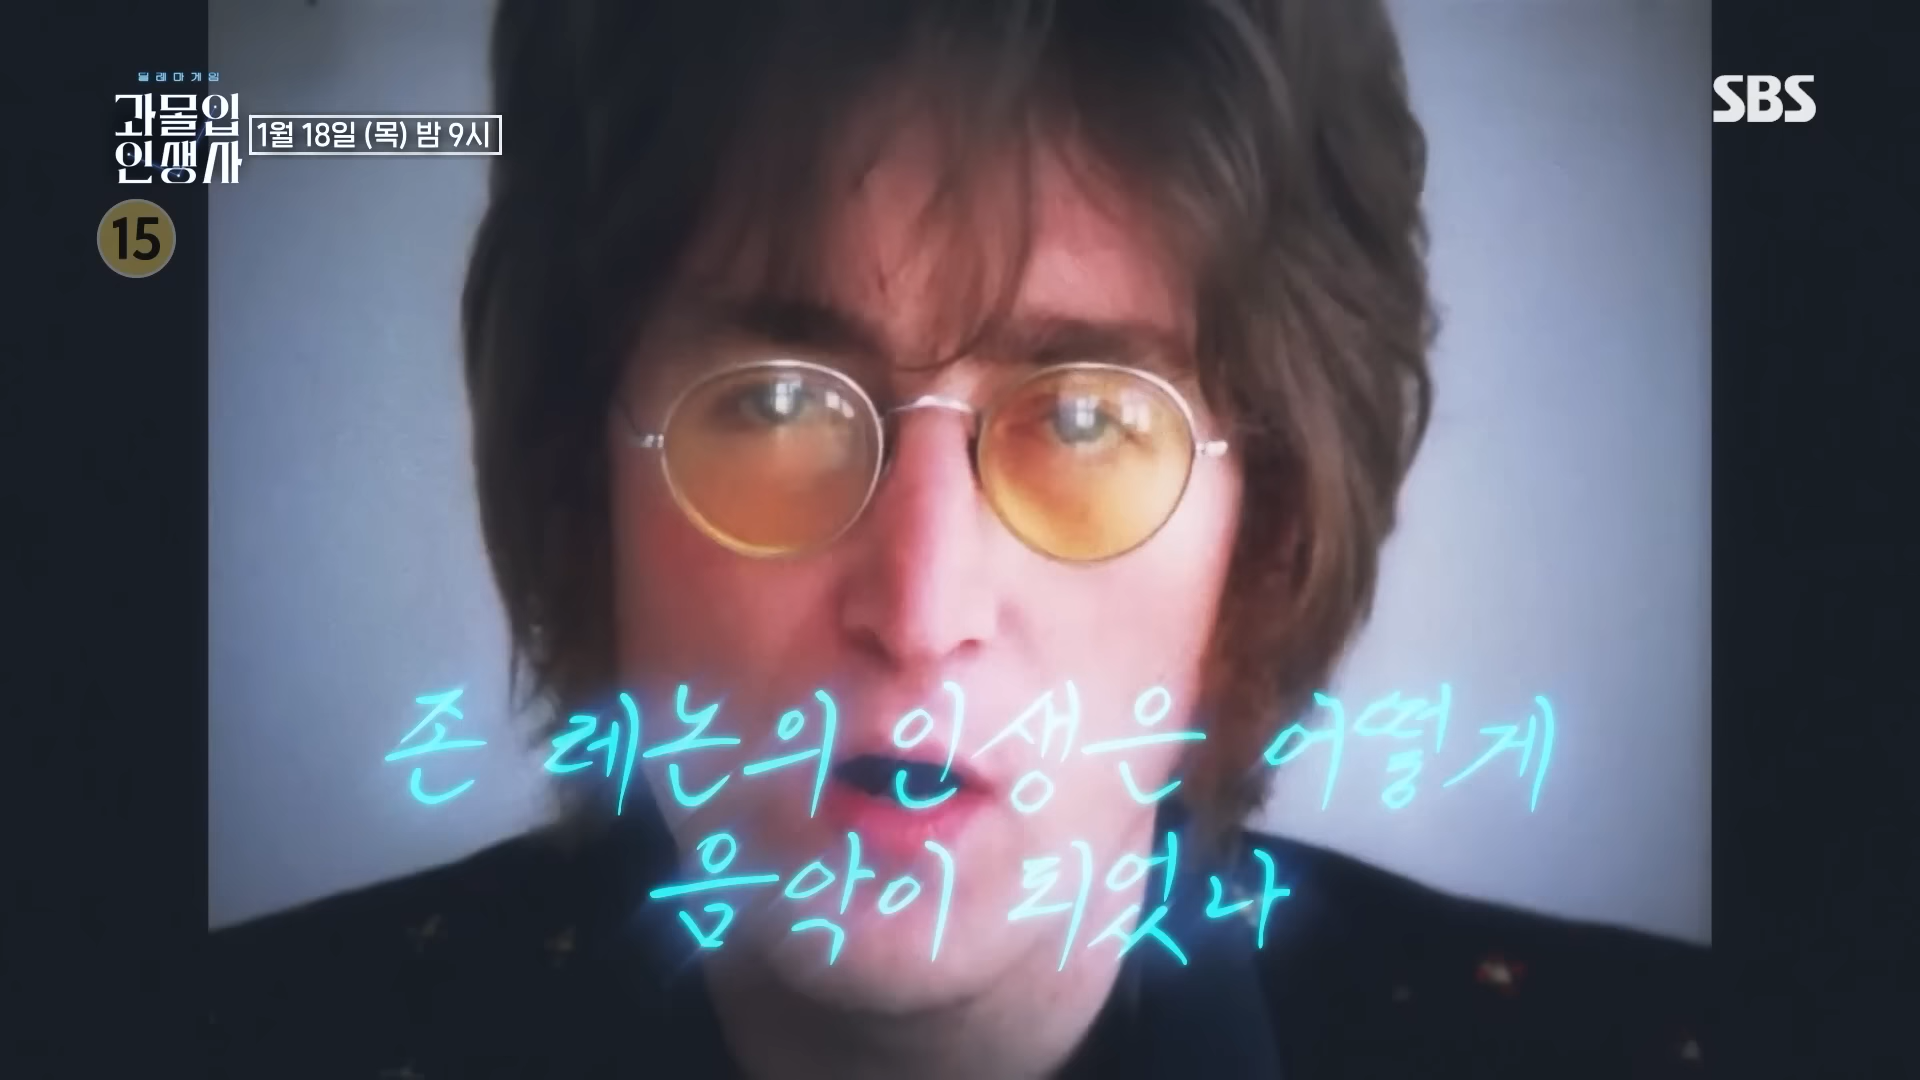 딜레마게임
과몰입
인생사
1월 18일 (목) 밤 9시
SBS
15
존 레논의 인생은 어떻게
음악이 되었나